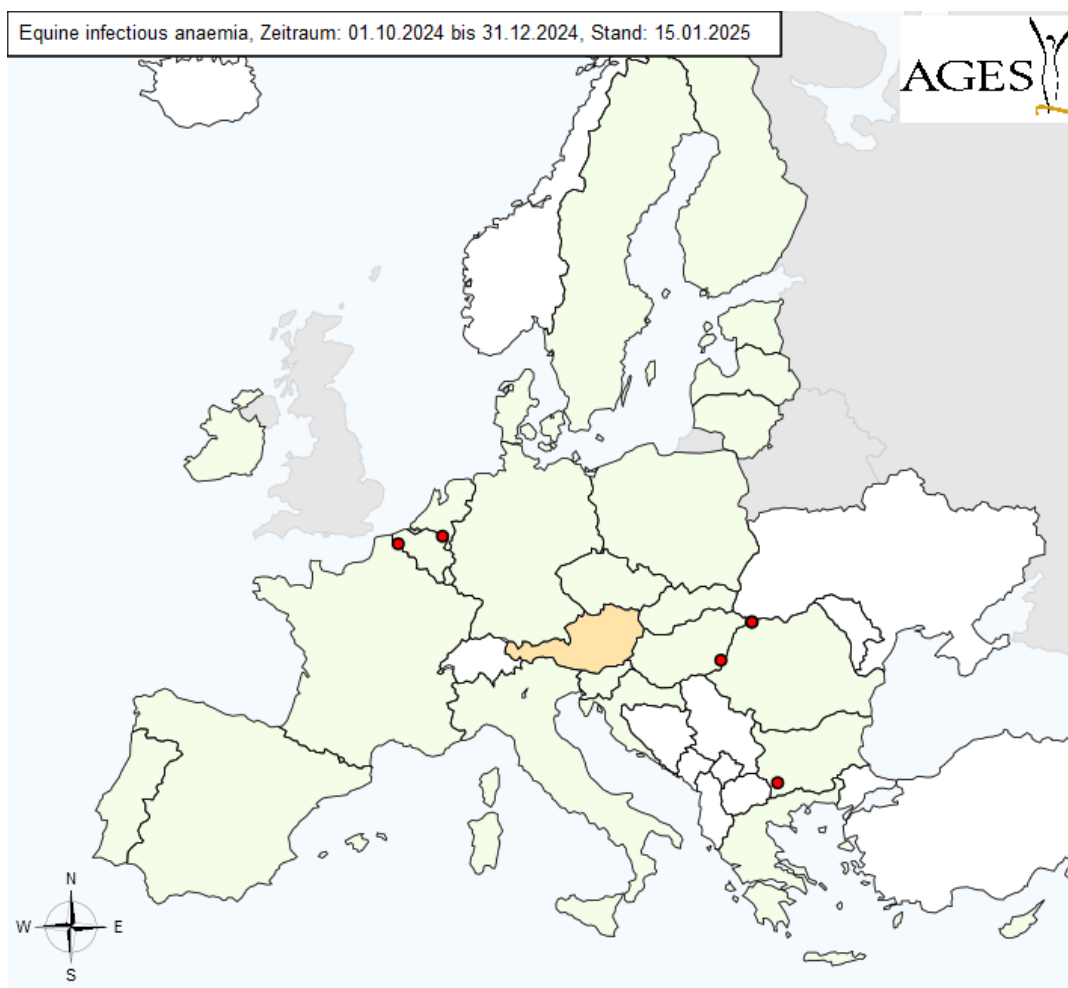 Equine infectious anaemia, Zeitraum: 01.10.2024 bis 31.12.2024, Stand: 15.01.2025
AGES
N
W E
S